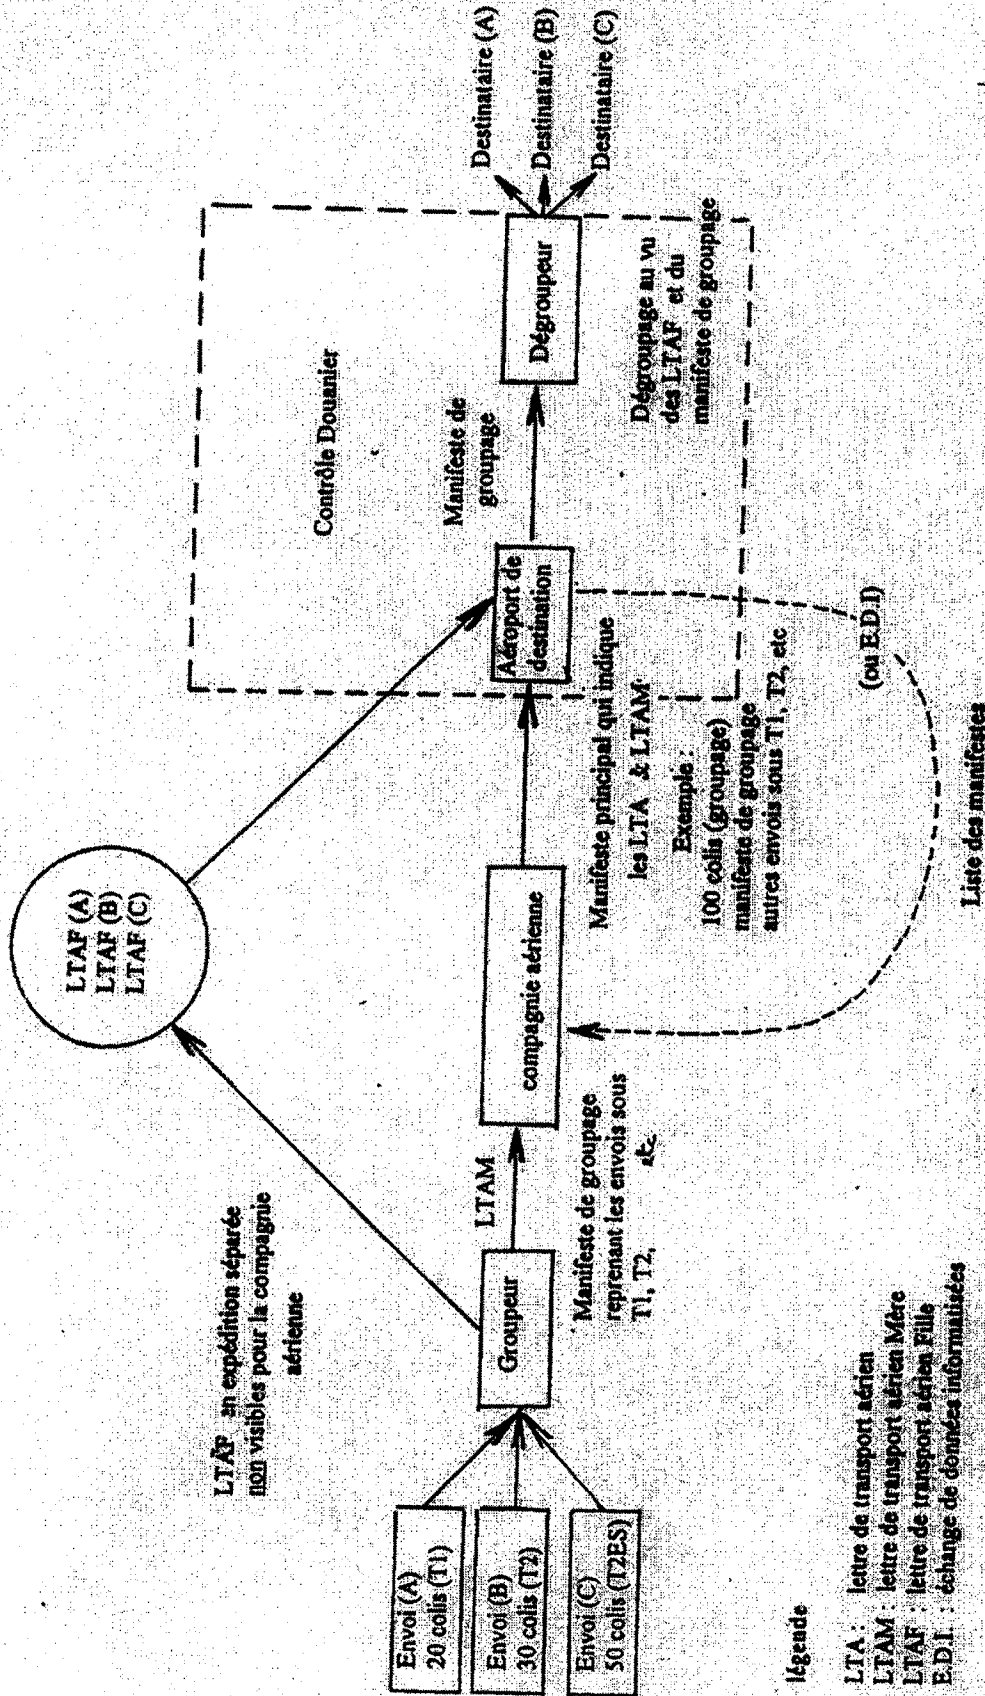 LTAF en expédition séparée
non visibles pour la compagnie
aérienne
LTAF (A)
LTAF (B)
LTAF (C)
Contrôle Douanier
Envoi (A)
20 colis (T1)
Envoi (B)
30 colis (T2)
Envoi (C)
50 colis (T2ES)
Groupeur
LTAM
Manifeste de groupage
reprenant les envois sous
T1, T2, etc
compagnie aérienne
Manifeste principal qui indique
les LTA & LTAM
Exemple :
100 colis (groupage)
manifeste de groupage
autres envois sous T1, T2, etc
Aéroport de
destination
Manifeste de
groupage
Dégroupeur
Dégroupage au vu
des LTAF et du
manifeste de groupage
Destinataire (A)
Destinataire (B)
Destinataire (C)
(ou E.D.I)
Liste des manifestes
légende
LTA : lettre de transport aérien
LTAM : lettre de transport aérien Mère
LTAF : lettre de transport aérien Fille
E.D.I. : échange de données informatisées